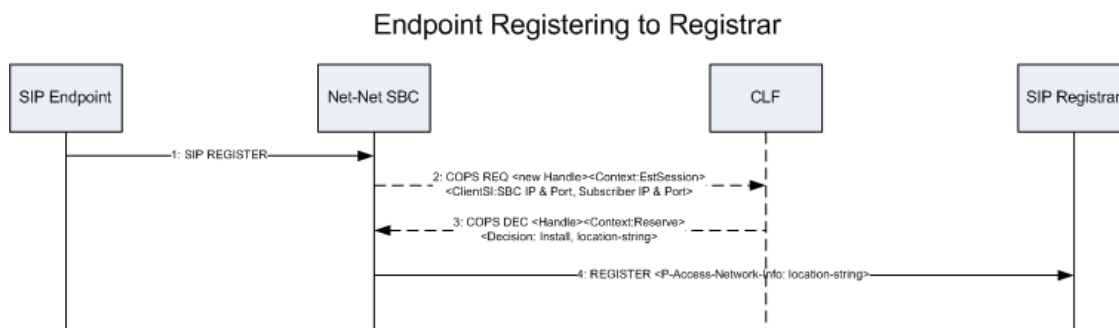 Endpoint Registering to Registrar
SIP Endpoint
Net-Net SBC
CLF
SIP Registrar
1: SIP REGISTER
2: COPS REQ <new Handle><Context:EstSession>
<ClientSI:SBC IP & Port, Subscriber IP & Port>
3: COPS DEC <Handle><Context:Reserve>
<Decision: Install, location-string>
4: REGISTER <P-Access-Network-Info: location-string>